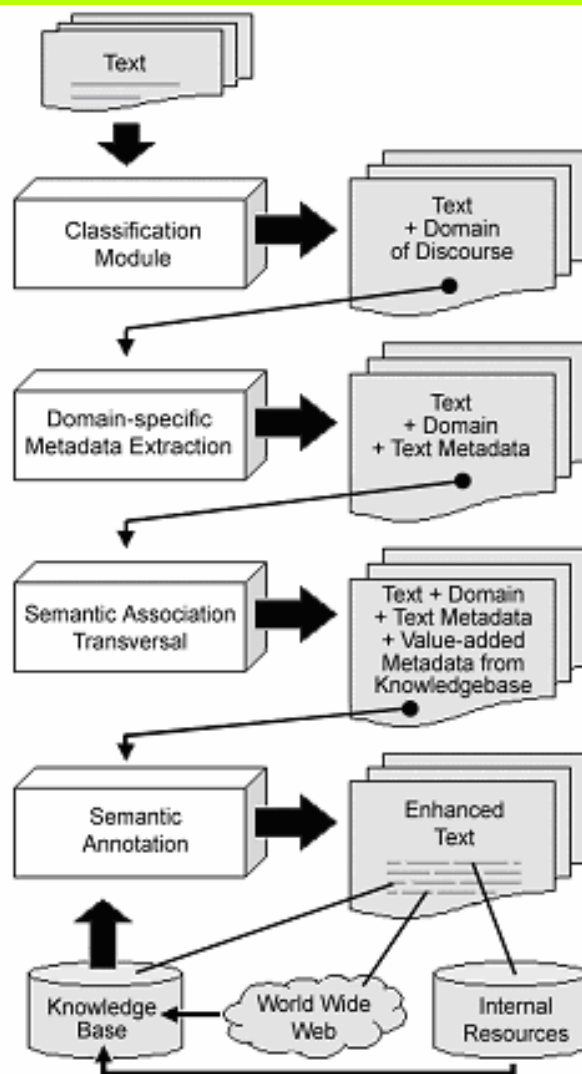 Text
Classification
Module
Text
+ Domain
of Discourse
Domain-specific
Metadata Extraction
Text
+ Domain
+ Text Metadata
Semantic Association
Transversal
Text + Domain
+ Text Metadata
+ Value-added
Metadata from
Knowledgebase
Semantic
Annotation
Enhanced
Text
Knowledge
Base
World Wide
Web
Internal
Resources